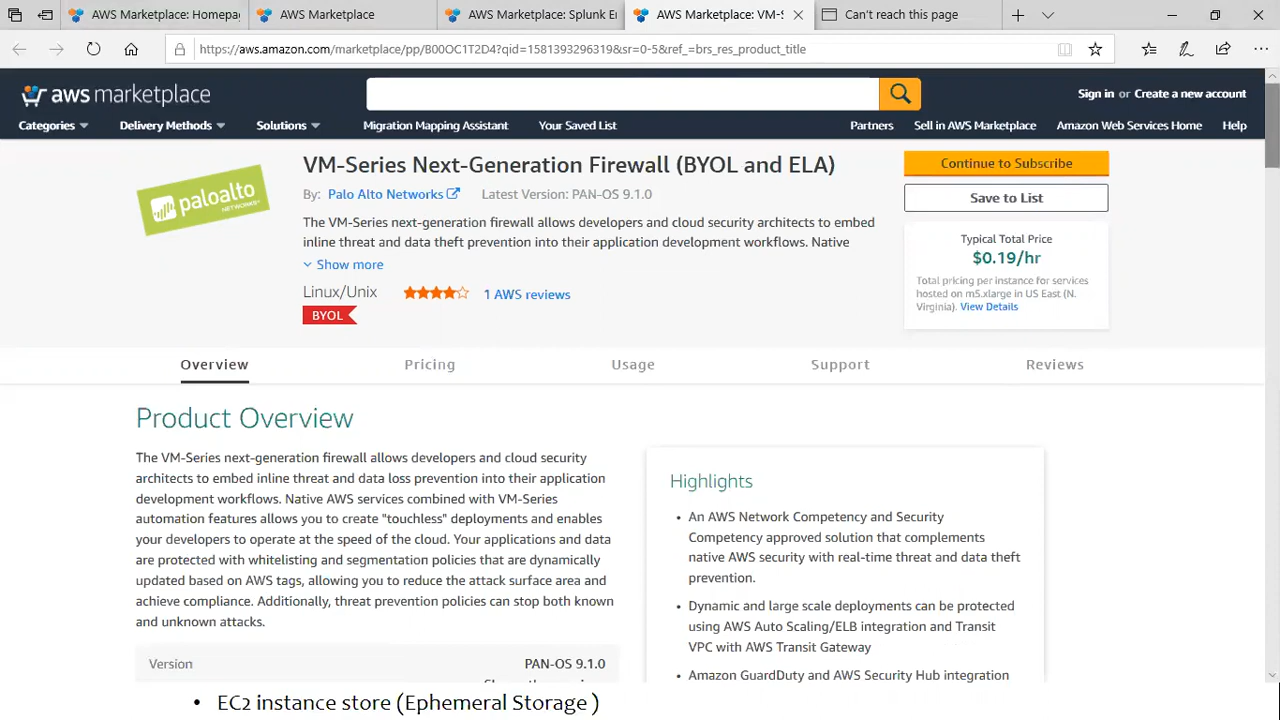 AWS Marketplace: Homepa
AWS Marketplace
AWS Marketplace: Splunk Er
AWS Marketplace: VM-S
Can't reach this page
https://aws.amazon.com/marketplace/pp/B00OC1T2D4?qid=1581393296319&sr=0-5&ref_=brs_res_product_title
aws marketplace
Sign in or Create a new account
Categories Delivery Methods Solutions Migration Mapping Assistant Your Saved List Partners Sell in AWS Marketplace Amazon Web Services Home Help
paloalto
NETWORKS
VM-Series Next-Generation Firewall (BYOL and ELA)
By: Palo Alto Networks Latest Version: PAN-OS 9.1.0
The VM-Series next-generation firewall allows developers and cloud security architects to embed
inline threat and data theft prevention into their application development workflows. Native
Show more
Linux/Unix 1 AWS reviews
BYOL
Continue to Subscribe
Save to List
Typical Total Price
$0.19/hr
Total pricing per instance for services
hosted on m5.xlarge in US East (N.
Virginia). View Details
Overview Pricing Usage Support Reviews
Product Overview
The VM-Series next-generation firewall allows developers and cloud security
architects to embed inline threat and data loss prevention into their application
development workflows. Native AWS services combined with VM-Series
automation features allows you to create "touchless" deployments and enables
your developers to operate at the speed of the cloud. Your applications and data
are protected with whitelisting and segmentation policies that are dynamically
updated based on AWS tags, allowing you to reduce the attack surface area and
achieve compliance. Additionally, threat prevention policies can stop both known
and unknown attacks.
Version PAN-OS 9.1.0
Highlights
• An AWS Network Competency and Security
Competency approved solution that complements
native AWS security with real-time threat and data theft
prevention.
• Dynamic and large scale deployments can be protected
using AWS Auto Scaling/ELB integration and Transit
VPC with AWS Transit Gateway
• Amazon GuardDuty and AWS Security Hub integration
• EC2 instance store (Ephemeral Storage )